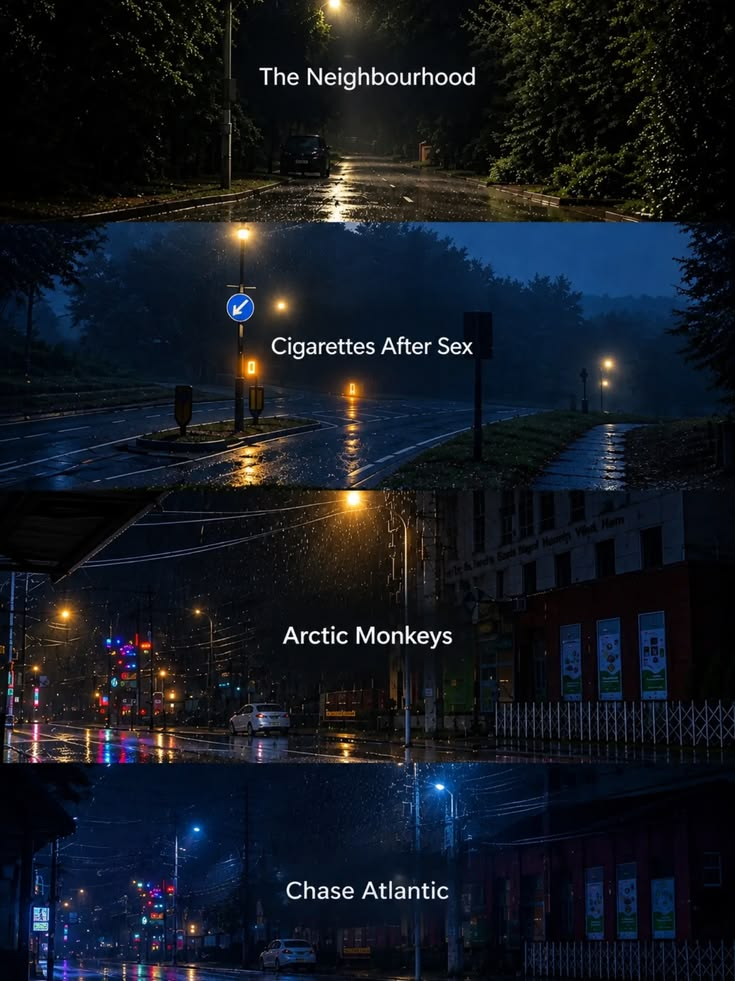 The Neighbourhood
Cigarettes After Sex
Arctic Monkeys
Chase Atlantic